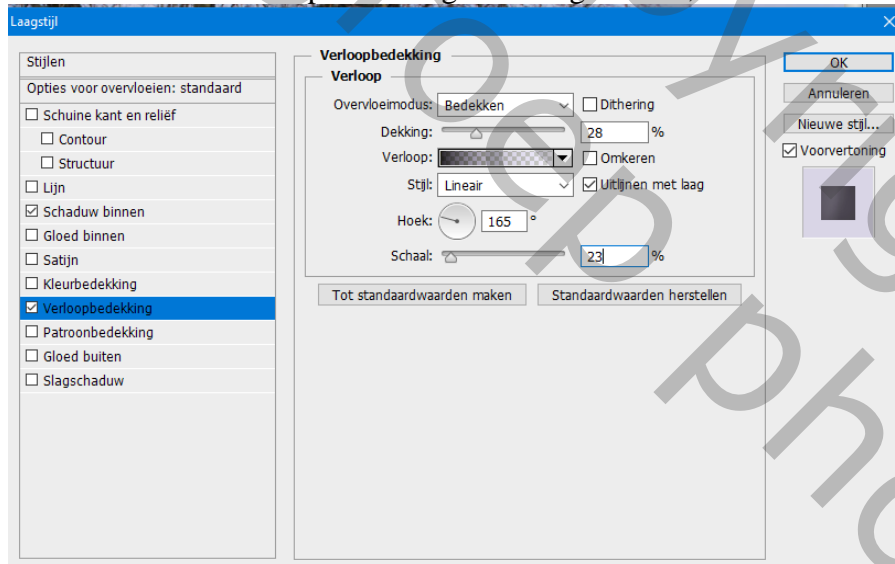 Laagstijl
Stijlen
Opties voor overvloeien: standaard
Schuine kant en reliëf
Contour
Structuur
Lijn
Schaduw binnen
Gloed binnen
Satijn
Kleurbedekking
Verloopbedekking
Patroonbedekking
Gloed buiten
Slagschaduw
Verloopbedekking
Verloop
Overvloeimodus: Bedekken Dithering
Dekking: 28 %
Verloop: Omkeren
Stijl: Lineair Uitlijnen met laag
Hoek: 165 °
Schaal: 23 %
Tot standaardwaarden maken Standaardwaarden herstellen
OK
Annuleren
Nieuwe stijl...
Voorvertoning